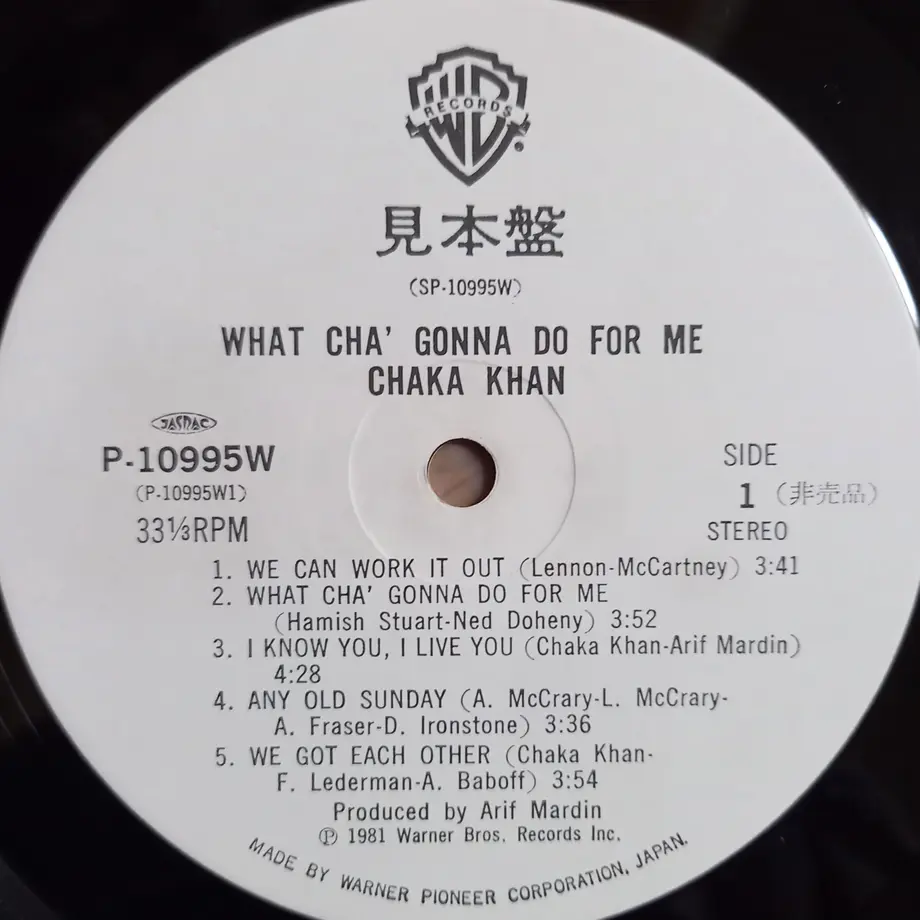 WB
RECORDS
見本盤
(SP-10995W)
WHAT CHA' GONNA DO FOR ME
CHAKA KHAN
JASRAC
P-10995W
(P-10995W1)
33⅓RPM
SIDE
1 (非売品)
STEREO
1. WE CAN WORK IT OUT (Lennon-McCartney) 3:41
2. WHAT CHA' GONNA DO FOR ME
(Hamish Stuart-Ned Doheny) 3:52
3. I KNOW YOU, I LIVE YOU (Chaka Khan-Arif Mardin)
4:28
4. ANY OLD SUNDAY (A. McCrary-L. McCrary-
A. Fraser-D. Ironstone) 3:36
5. WE GOT EACH OTHER (Chaka Khan-
F. Lederman-A. Baboff) 3:54
Produced by Arif Mardin
Ⓟ 1981 Warner Bros. Records Inc.
MADE BY WARNER PIONEER CORPORATION, JAPAN.